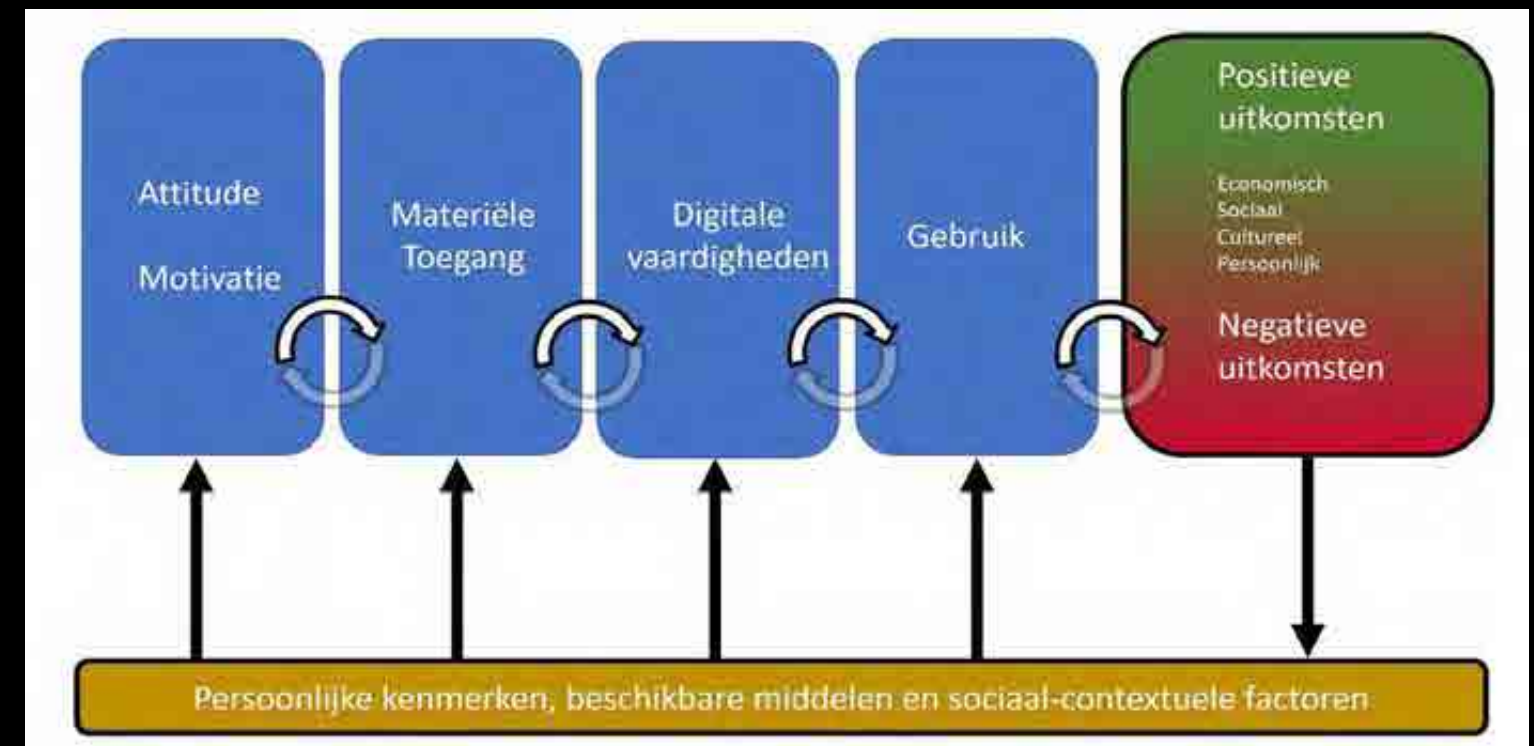 Attitude
Motivatie
Materiële
Toegang
Digitale
vaardigheden
Gebruik
Positieve
uitkomsten
Economisch
Sociaal
Cultureel
Persoonlijk
Negatieve
uitkomsten
Persoonlijke kenmerken, beschikbare middelen en sociaal-contextuele factoren